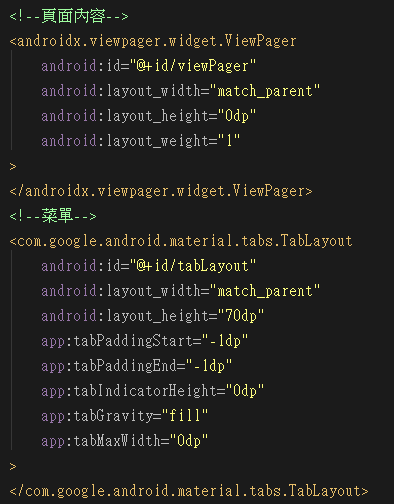 <!--頁面內容-->
<androidx.viewpager.widget.ViewPager
android:id="@+id/viewPager"
android:layout_width="match_parent"
android:layout_height="0dp"
android:layout_weight="1"
>
</androidx.viewpager.widget.ViewPager>
<!--菜單-->
<com.google.android.material.tabs.TabLayout
android:id="@+id/tabLayout"
android:layout_width="match_parent"
android:layout_height="70dp"
app:tabPaddingStart="-1dp"
app:tabPaddingEnd="-1dp"
app:tabIndicatorHeight="0dp"
app:tabGravity="fill"
app:tabMaxWidth="0dp"
>
</com.google.android.material.tabs.TabLayout>